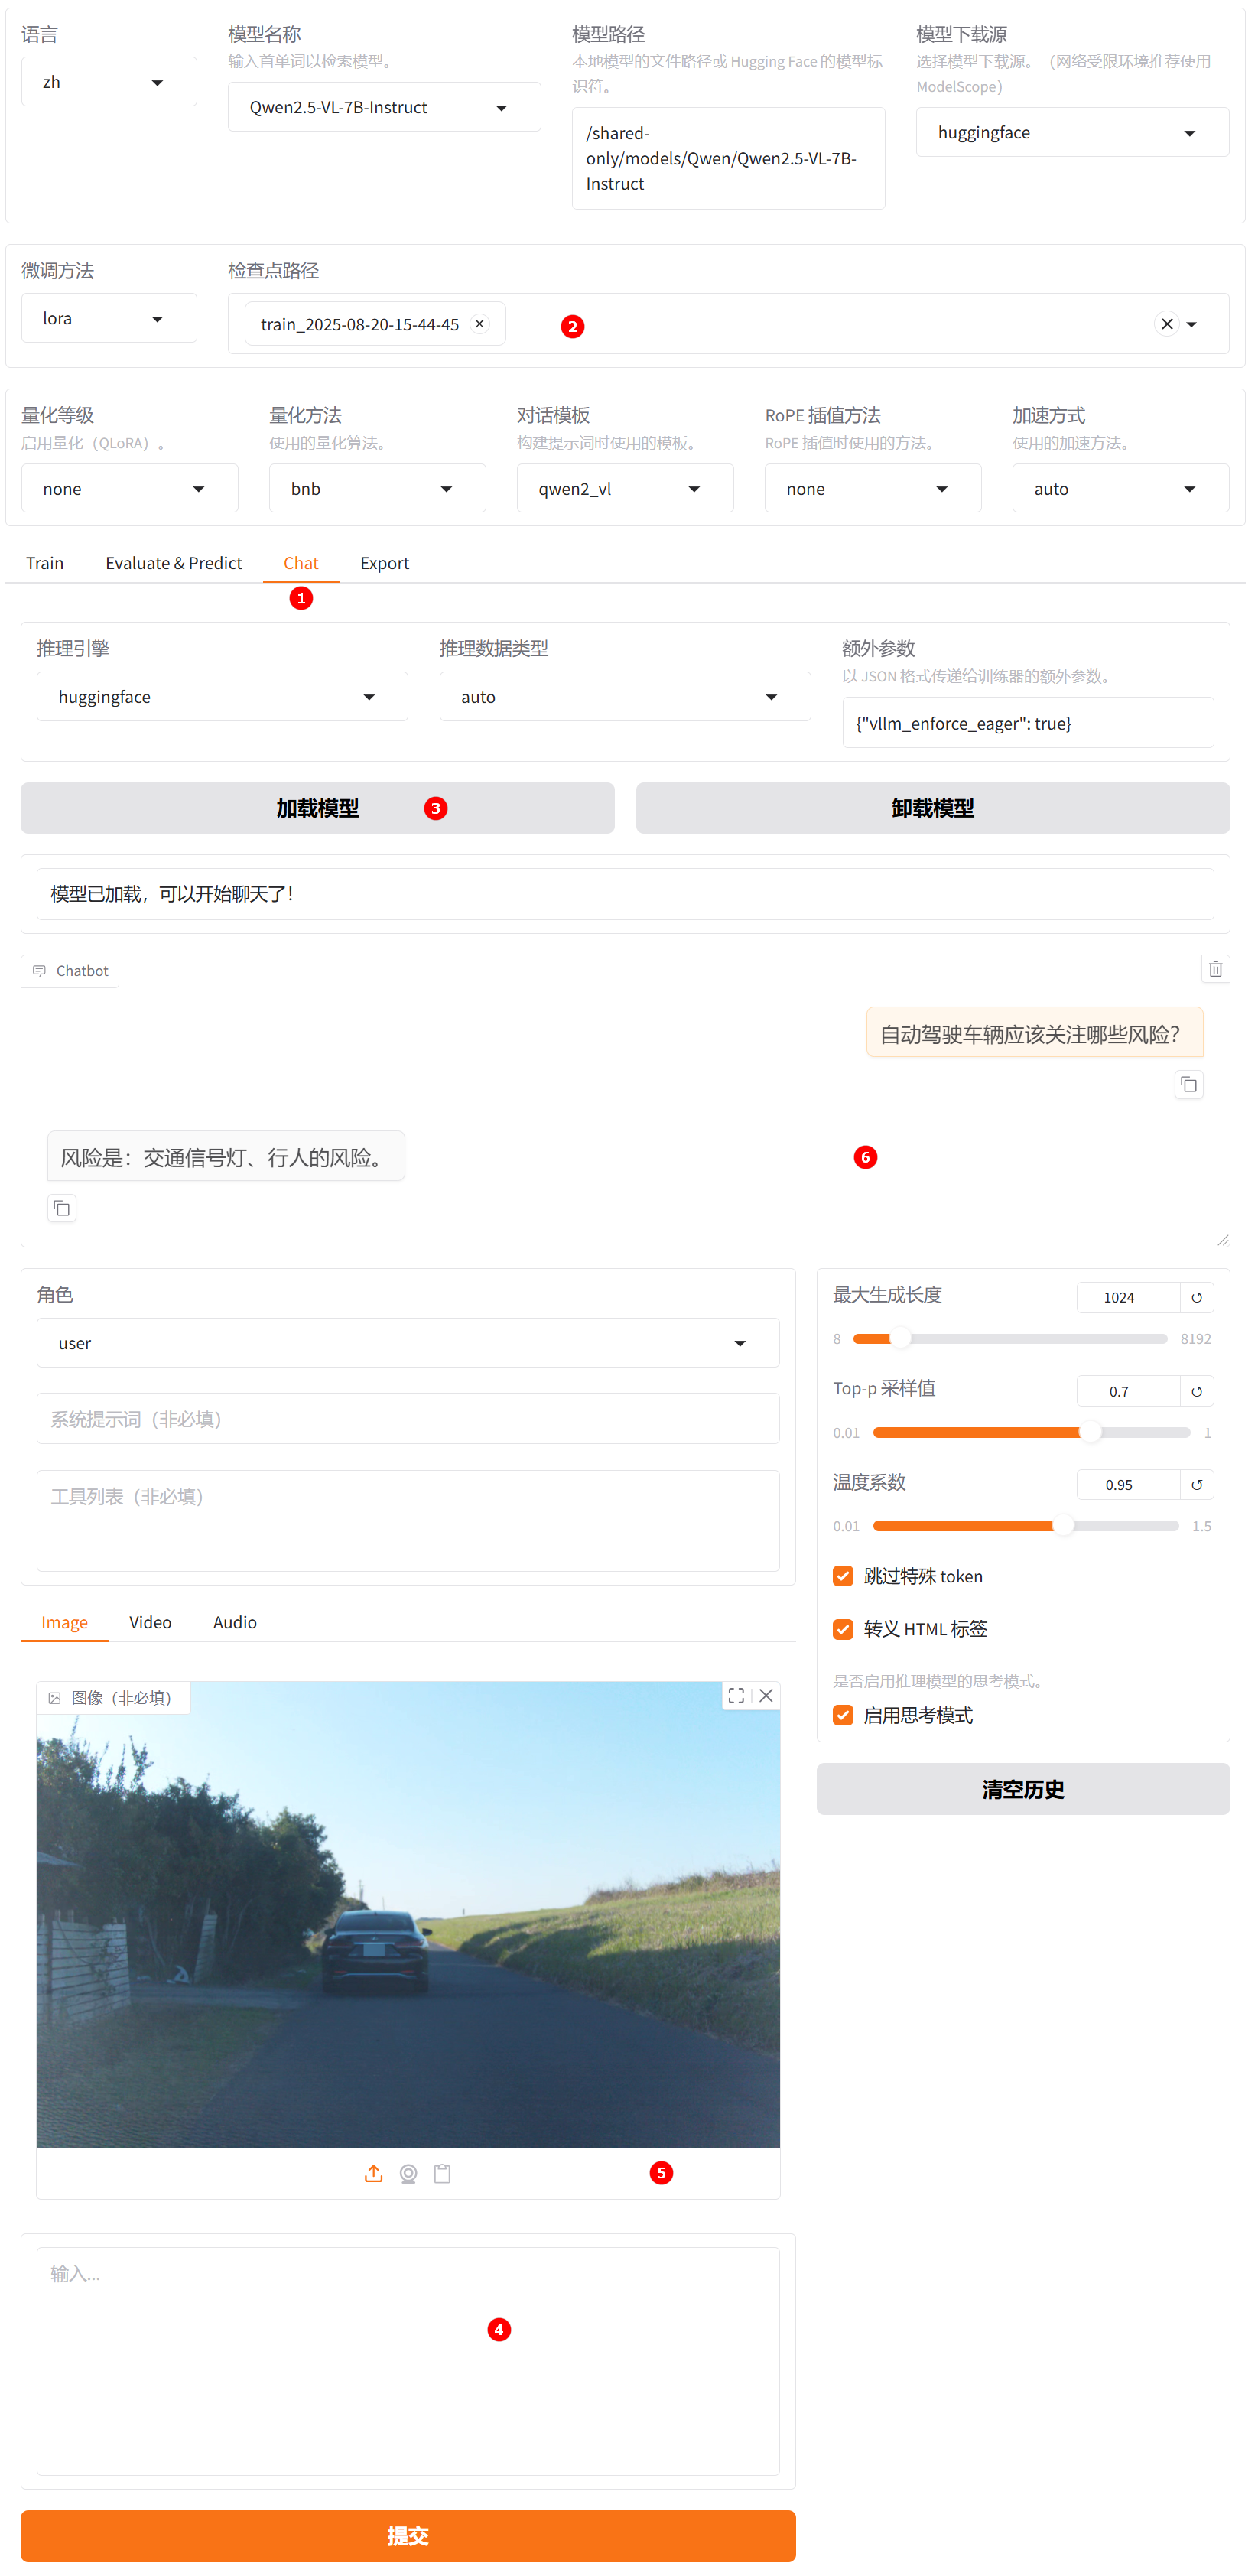 语言
zh
模型名称
输入首单词以检索模型。
Qwen2.5-VL-7B-Instruct
模型路径
本地模型的文件路径或 Hugging Face 的模型标
识符。
/shared-
only/models/Qwen/Qwen2.5-VL-7B-
Instruct
模型下载源
选择模型下载源。（网络受限环境推荐使用
ModelScope）
huggingface
微调方法
lora
检查点路径
train_2025-08-20-15-44-45
2
量化等级
启用量化（QLoRA）。
none
量化方法
使用的量化算法。
bnb
对话模板
构建提示词时使用的模板。
qwen2_vl
RoPE 插值方法
RoPE 插值时使用的方法。
none
加速方式
使用的加速方法。
auto
Train
Evaluate & Predict
Chat
Export
1
推理引擎
huggingface
推理数据类型
auto
额外参数
以 JSON 格式传递给训练器的额外参数。
{"vllm_enforce_eager": true}
加载模型
3
卸载模型
模型已加载，可以开始聊天了！
Chatbot
自动驾驶车辆应该关注哪些风险？
风险是：交通信号灯、行人的风险。
6
角色
user
系统提示词（非必填）
工具列表（非必填）
最大生成长度
1024
8
8192
Top-p 采样值
0.7
0.01
1
温度系数
0.95
0.01
1.5
跳过特殊 token
转义 HTML 标签
是否启用推理模型的思考模式。
启用思考模式
清空历史
Image
Video
Audio
图像（非必填）
5
输入...
4
提交